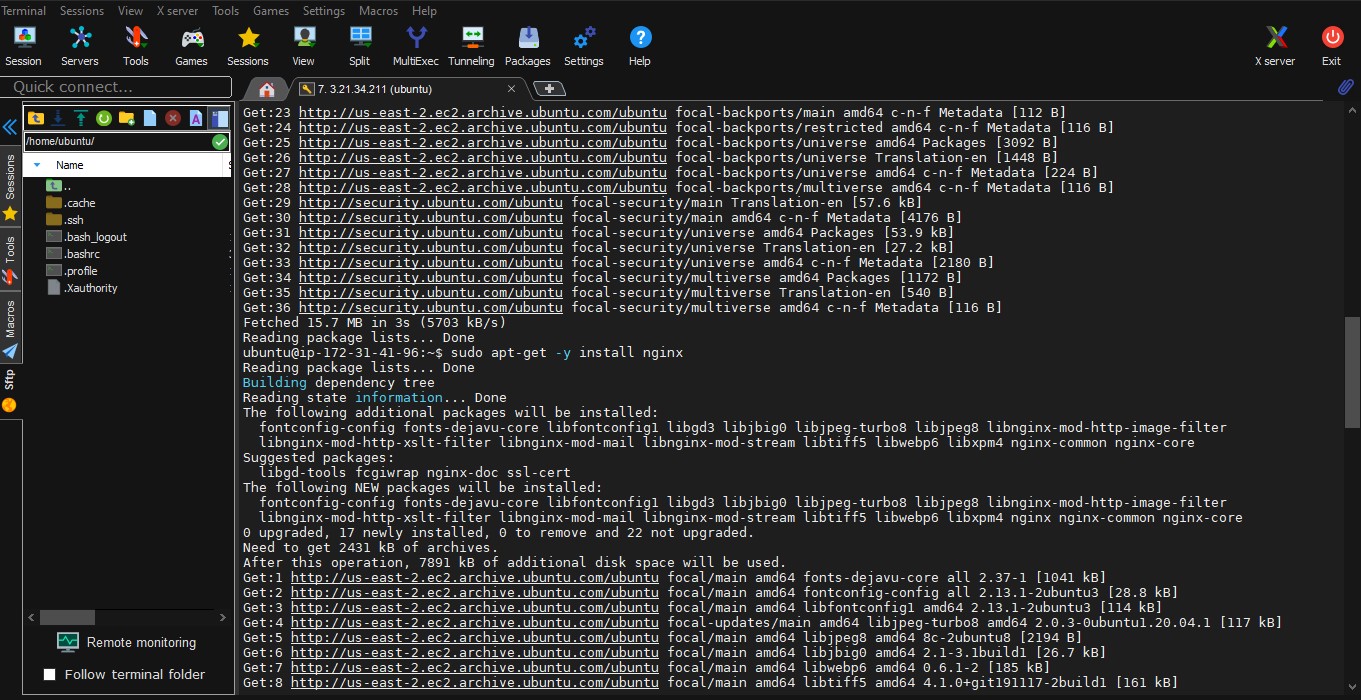 Terminal Sessions View X server Tools Games Settings Macros Help
Session Servers Tools Games Sessions View Split MultiExec Tunneling Packages Settings Help X server Exit
Quick connect...
7. 3.21.34.211 (ubuntu)
/home/ubuntu/
Name
..
.cache
.ssh
.bash_logout
.bashrc
.profile
.Xauthority
Sessions
Tools
Macros
Sftp
Remote monitoring
Follow terminal folder
Get:23 http://us-east-2.ec2.archive.ubuntu.com/ubuntu focal-backports/main amd64 c-n-f Metadata [112 B]
Get:24 http://us-east-2.ec2.archive.ubuntu.com/ubuntu focal-backports/restricted amd64 c-n-f Metadata [116 B]
Get:25 http://us-east-2.ec2.archive.ubuntu.com/ubuntu focal-backports/universe amd64 Packages [3092 B]
Get:26 http://us-east-2.ec2.archive.ubuntu.com/ubuntu focal-backports/universe Translation-en [1448 B]
Get:27 http://us-east-2.ec2.archive.ubuntu.com/ubuntu focal-backports/universe amd64 c-n-f Metadata [224 B]
Get:28 http://us-east-2.ec2.archive.ubuntu.com/ubuntu focal-backports/multiverse amd64 c-n-f Metadata [116 B]
Get:29 http://security.ubuntu.com/ubuntu focal-security/main Translation-en [57.6 kB]
Get:30 http://security.ubuntu.com/ubuntu focal-security/main amd64 c-n-f Metadata [4176 B]
Get:31 http://security.ubuntu.com/ubuntu focal-security/universe amd64 Packages [53.9 kB]
Get:32 http://security.ubuntu.com/ubuntu focal-security/universe Translation-en [27.2 kB]
Get:33 http://security.ubuntu.com/ubuntu focal-security/universe amd64 c-n-f Metadata [2180 B]
Get:34 http://security.ubuntu.com/ubuntu focal-security/multiverse amd64 Packages [1172 B]
Get:35 http://security.ubuntu.com/ubuntu focal-security/multiverse Translation-en [540 B]
Get:36 http://security.ubuntu.com/ubuntu focal-security/multiverse amd64 c-n-f Metadata [116 B]
Fetched 15.7 MB in 3s (5703 kB/s)
Reading package lists... Done
ubuntu@ip-172-31-41-96:~$ sudo apt-get -y install nginx
Reading package lists... Done
Building dependency tree
Reading state information... Done
The following additional packages will be installed:
fontconfig-config fonts-dejavu-core libfontconfig1 libgd3 libjbig0 libjpeg-turbo8 libjpeg8 libnginx-mod-http-image-filter
libnginx-mod-http-xslt-filter libnginx-mod-mail libnginx-mod-stream libtiff5 libwebp6 libxpm4 nginx-common nginx-core
Suggested packages:
libgd-tools fcgiwrap nginx-doc ssl-cert
The following NEW packages will be installed:
fontconfig-config fonts-dejavu-core libfontconfig1 libgd3 libjbig0 libjpeg-turbo8 libjpeg8 libnginx-mod-http-image-filter
libnginx-mod-http-xslt-filter libnginx-mod-mail libnginx-mod-stream libtiff5 libwebp6 libxpm4 nginx nginx-common nginx-core
0 upgraded, 17 newly installed, 0 to remove and 22 not upgraded.
Need to get 2431 kB of archives.
After this operation, 7891 kB of additional disk space will be used.
Get:1 http://us-east-2.ec2.archive.ubuntu.com/ubuntu focal/main amd64 fonts-dejavu-core all 2.37-1 [1041 kB]
Get:2 http://us-east-2.ec2.archive.ubuntu.com/ubuntu focal/main amd64 fontconfig-config all 2.13.1-2ubuntu3 [28.8 kB]
Get:3 http://us-east-2.ec2.archive.ubuntu.com/ubuntu focal/main amd64 libfontconfig1 amd64 2.13.1-2ubuntu3 [114 kB]
Get:4 http://us-east-2.ec2.archive.ubuntu.com/ubuntu focal-updates/main amd64 libjpeg-turbo8 amd64 2.0.3-0ubuntu1.20.04.1 [117 kB]
Get:5 http://us-east-2.ec2.archive.ubuntu.com/ubuntu focal/main amd64 libjpeg8 amd64 8c-2ubuntu8 [2194 B]
Get:6 http://us-east-2.ec2.archive.ubuntu.com/ubuntu focal/main amd64 libjbig0 amd64 2.1-3.1build1 [26.7 kB]
Get:7 http://us-east-2.ec2.archive.ubuntu.com/ubuntu focal/main amd64 libwebp6 amd64 0.6.1-2 [185 kB]
Get:8 http://us-east-2.ec2.archive.ubuntu.com/ubuntu focal/main amd64 libtiff5 amd64 4.1.0+git191117-2build1 [161 kB]